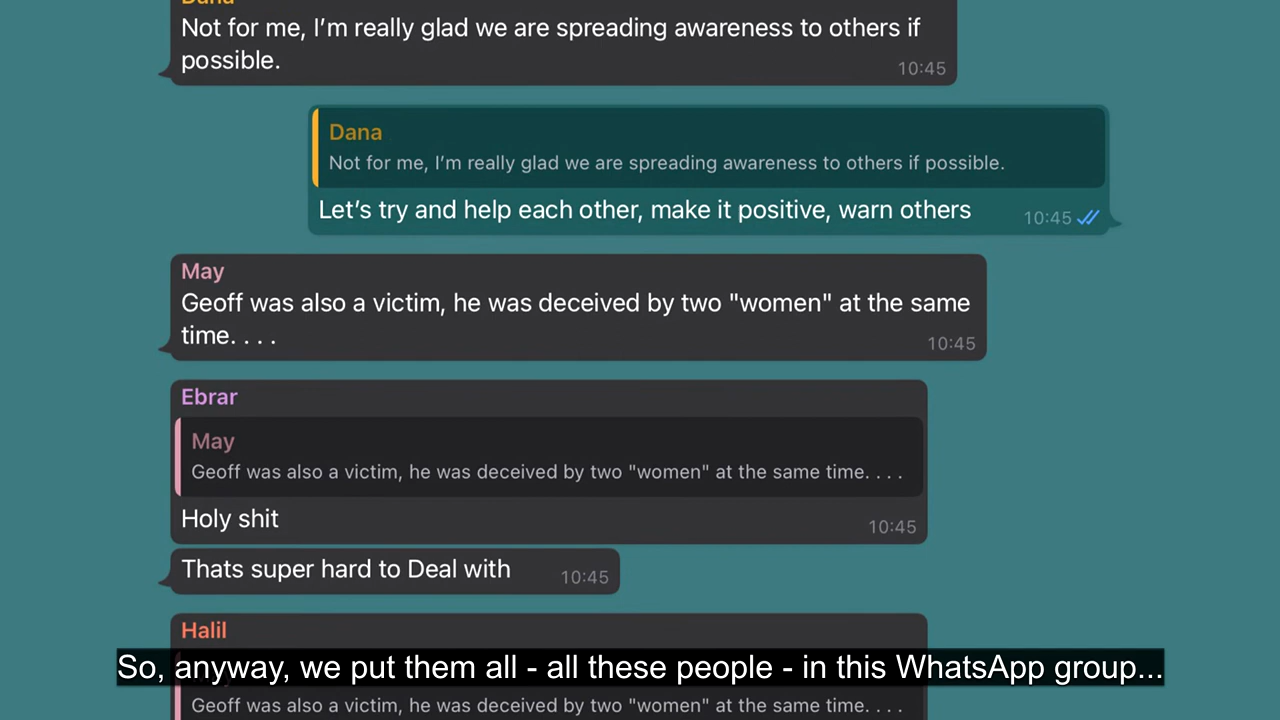 Dana
Not for me, I’m really glad we are spreading awareness to others if
possible.
10:45
Dana
Not for me, I’m really glad we are spreading awareness to others if possible.
Let’s try and help each other, make it positive, warn others
10:45
May
Geoff was also a victim, he was deceived by two "women" at the same
time. . . .
10:45
Ebrar
May
Geoff was also a victim, he was deceived by two "women" at the same time. . . .
Holy shit
10:45
Thats super hard to Deal with
10:45
Halil
So, anyway, we put them all - all these people - in this WhatsApp group...
Geoff was also a victim, he was deceived by two "women" at the same time. . . .